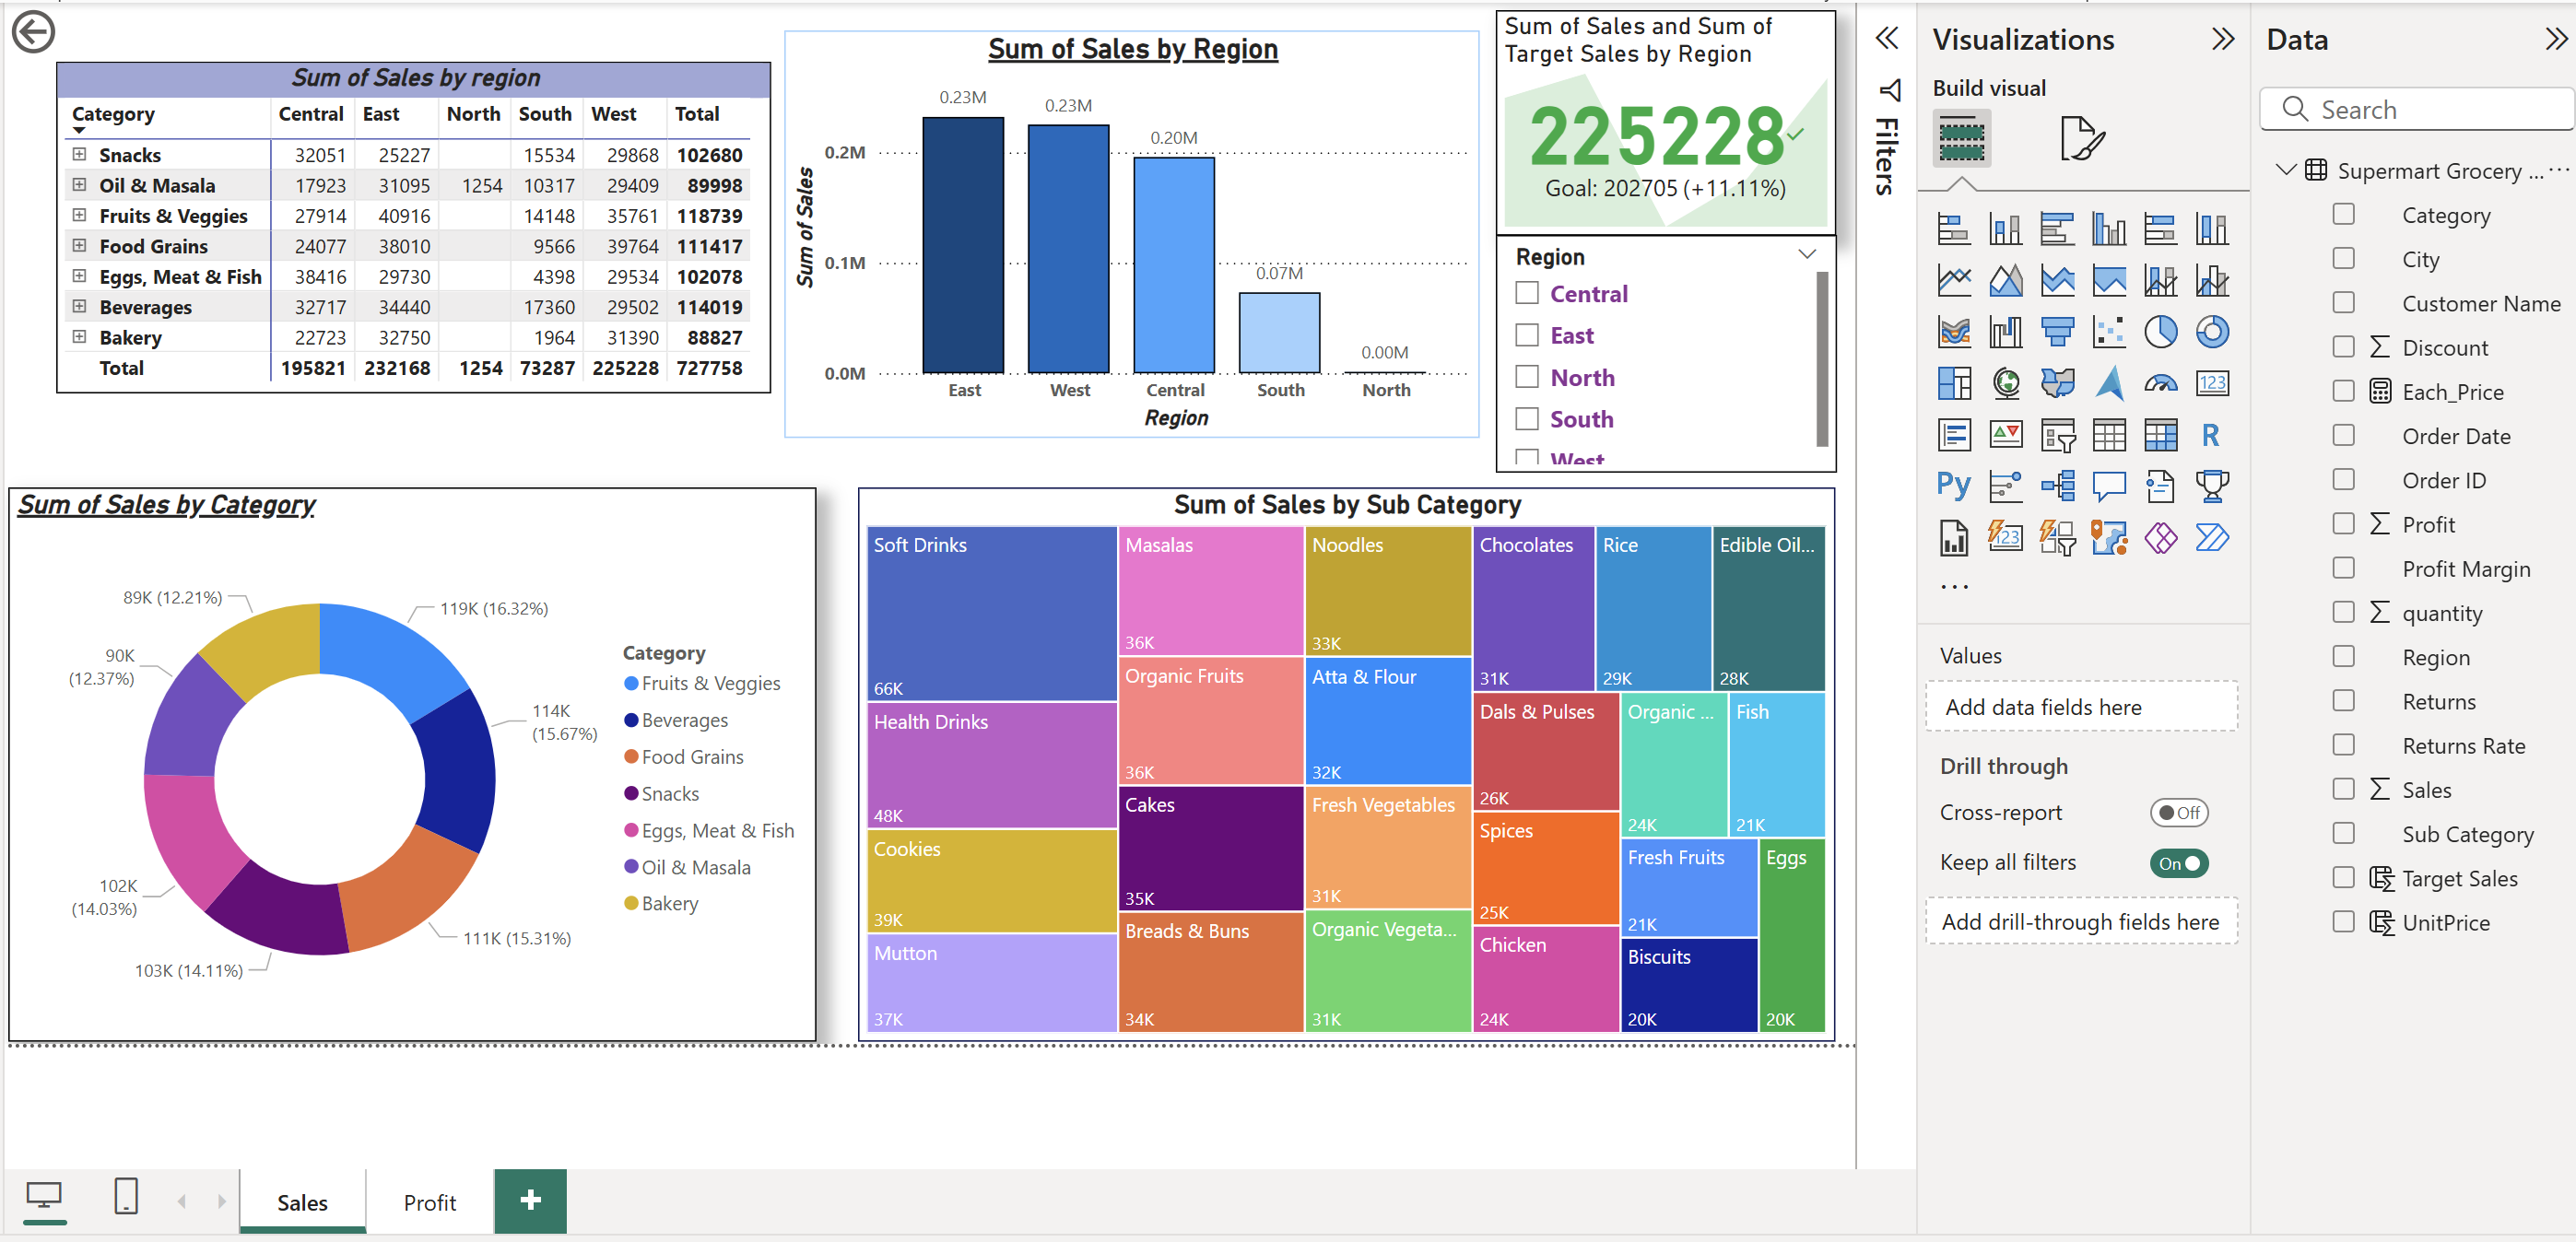 Sum of Sales by region
Category Central East North South West Total
Snacks 32051 25227 15534 29868 102680
Oil & Masala 17923 31095 1254 10317 29409 89998
Fruits & Veggies 27914 40916 14148 35761 118739
Food Grains 24077 38010 9566 39764 111417
Eggs, Meat & Fish 38416 29730 4398 29534 102078
Beverages 32717 34440 17360 29502 114019
Bakery 22723 32750 1964 31390 88827
Total 195821 232168 1254 73287 225228 727758
Sum of Sales by Region
Sum of Sales
0.2M
0.1M
0.0M
0.23M
0.23M
0.20M
0.07M
0.00M
East West Central South North
Region
Sum of Sales and Sum of
Target Sales by Region
225228
Goal: 202705 (+11.11%)
Region
Central
East
North
South
West
Sum of Sales by Category
119K (16.32%)
114K
(15.67%)
111K (15.31%)
103K (14.11%)
102K
(14.03%)
90K
(12.37%)
89K (12.21%)
Category
Fruits & Veggies
Beverages
Food Grains
Snacks
Eggs, Meat & Fish
Oil & Masala
Bakery
Sum of Sales by Sub Category
Soft Drinks
66K
Health Drinks
48K
Cookies
39K
Mutton
37K
Masalas
36K
Organic Fruits
36K
Cakes
35K
Breads & Buns
34K
Noodles
33K
Atta & Flour
32K
Fresh Vegetables
31K
Organic Vegeta...
31K
Chocolates
31K
Rice
29K
Edible Oil...
28K
Dals & Pulses
26K
Spices
25K
Chicken
24K
Organic ...
24K
Fish
21K
Fresh Fruits
21K
Biscuits
20K
Eggs
20K
Sales
Profit
+
Filters
Visualizations
Build visual
123
R
Py
123
...
Values
Add data fields here
Drill through
Cross-report
Off
Keep all filters
On
Add drill-through fields here
Data
Search
Supermart Grocery ... ...
Category
City
Customer Name
Discount
Each_Price
Order Date
Order ID
Profit
Profit Margin
quantity
Region
Returns
Returns Rate
Sales
Sub Category
Target Sales
UnitPrice